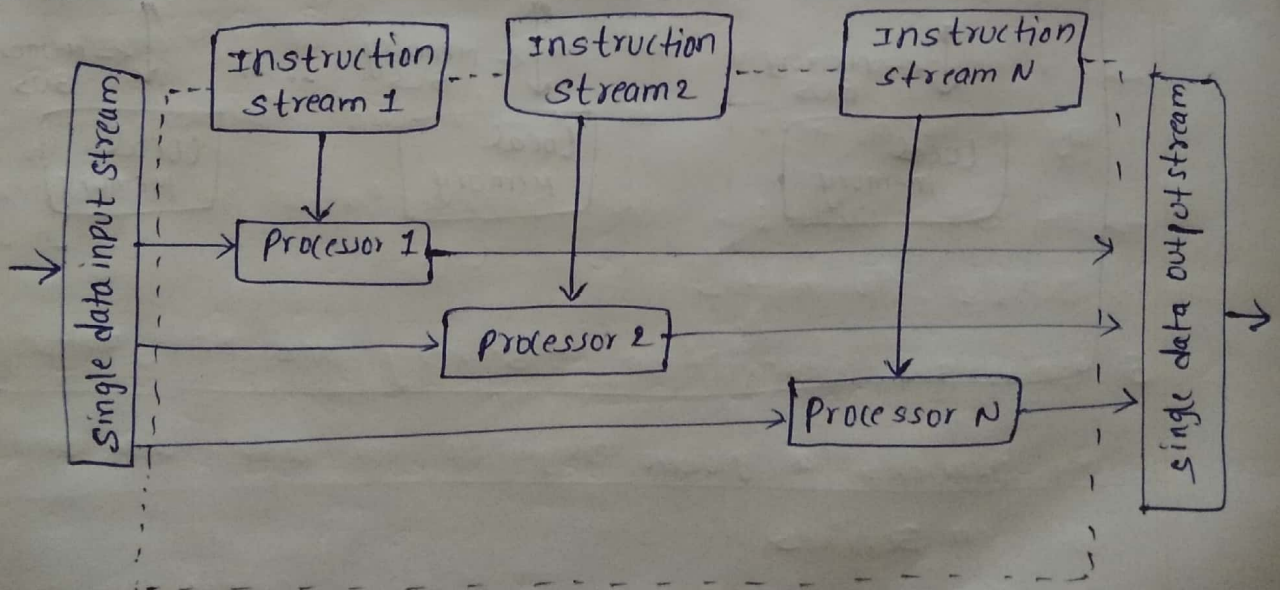 Instruction
stream 1
Instruction
Stream2
Instruction
stream N
Single data input stream
Processor 1
Processor 2
Processor N
Single data output stream